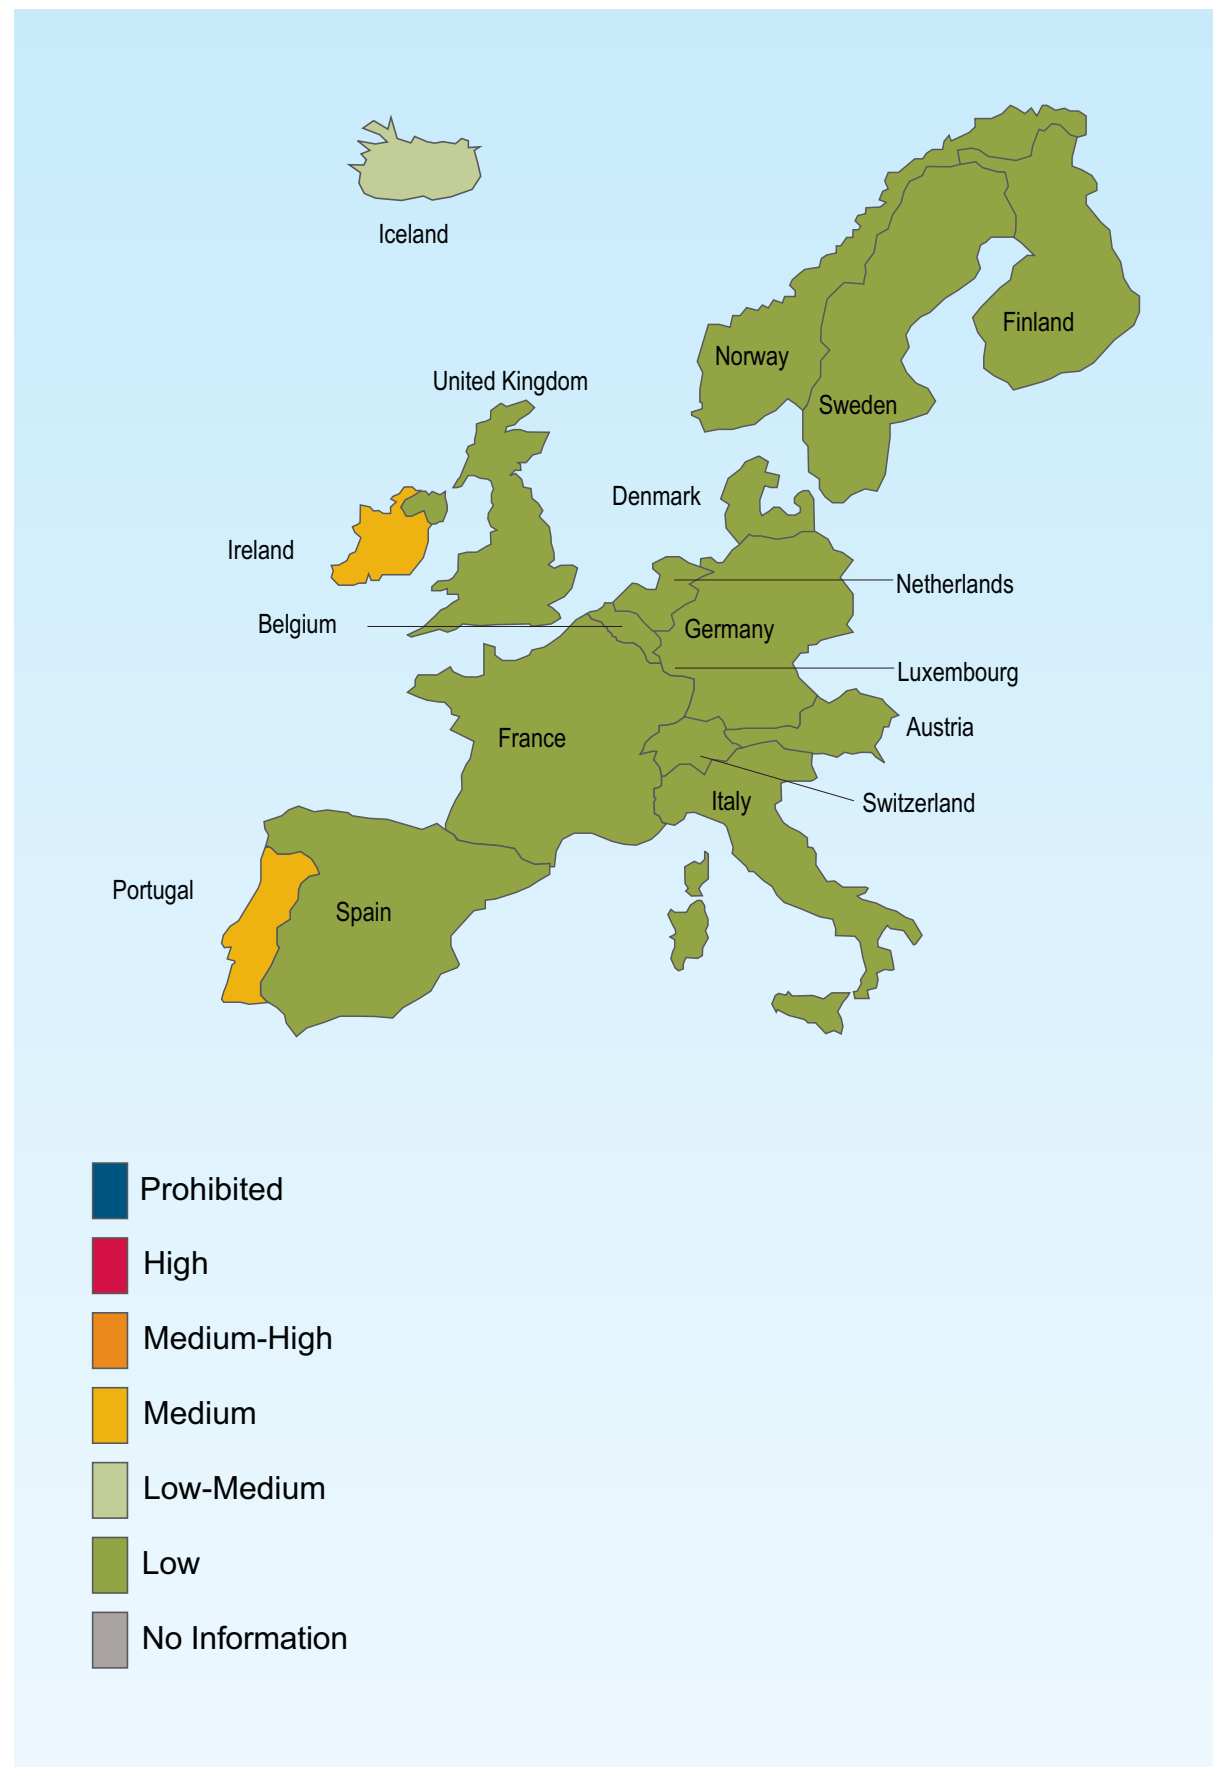 Iceland
Finland
Norway
United Kingdom
Sweden
Denmark
Ireland
Netherlands
Belgium
Germany
Luxembourg
Austria
France
Switzerland
Italy
Portugal
Spain
Prohibited
High
Medium-High
Medium
Low-Medium
Low
No Information